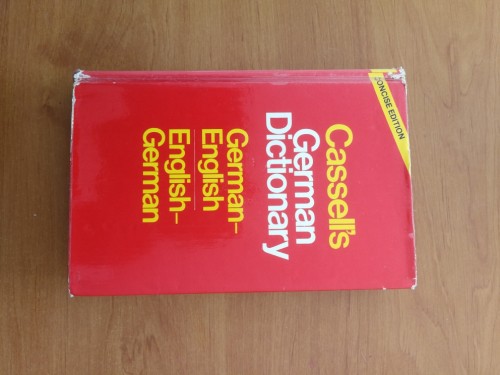 CONCISE EDITION
Cassell's
German
Dictionary
German–
English
English–
German